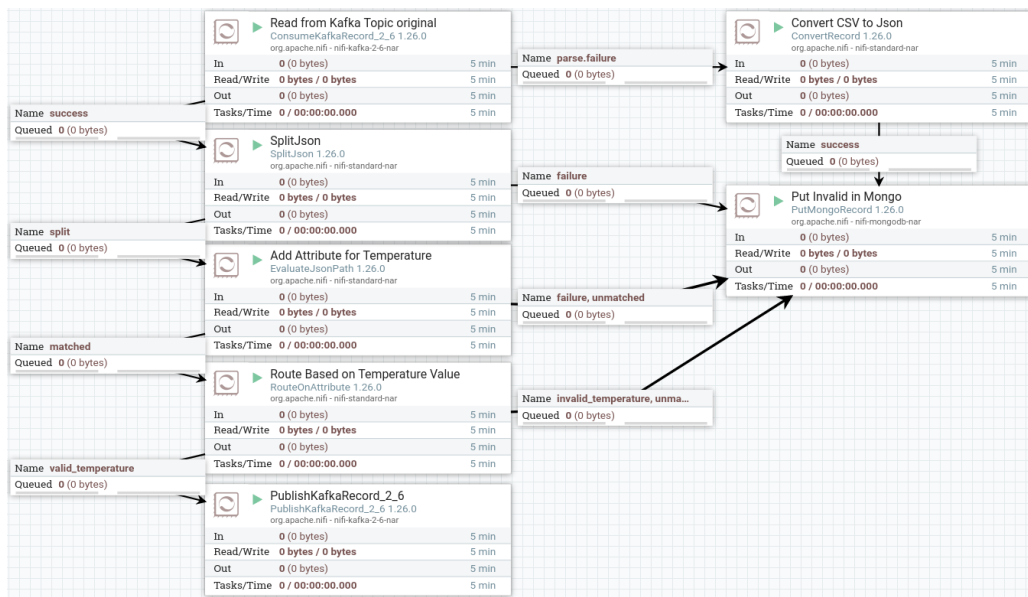 Read from Kafka Topic original
ConsumeKafkaRecord_2_6 1.26.0
org.apache.nifi - nifi-kafka-2-6-nar
In 0 (0 bytes) 5 min
Read/Write 0 bytes / 0 bytes 5 min
Out 0 (0 bytes) 5 min
Tasks/Time 0 / 00:00:00.000 5 min
Name parse.failure
Queued 0 (0 bytes)
Convert CSV to Json
ConvertRecord 1.26.0
org.apache.nifi - nifi-standard-nar
In 0 (0 bytes) 5 min
Read/Write 0 bytes / 0 bytes 5 min
Out 0 (0 bytes) 5 min
Tasks/Time 0 / 00:00:00.000 5 min
Name success
Queued 0 (0 bytes)
Name success
Queued 0 (0 bytes)
SplitJson
SplitJson 1.26.0
org.apache.nifi - nifi-standard-nar
In 0 (0 bytes) 5 min
Read/Write 0 bytes / 0 bytes 5 min
Out 0 (0 bytes) 5 min
Tasks/Time 0 / 00:00:00.000 5 min
Name failure
Queued 0 (0 bytes)
Put Invalid in Mongo
PutMongoRecord 1.26.0
org.apache.nifi - nifi-mongodb-nar
In 0 (0 bytes) 5 min
Read/Write 0 bytes / 0 bytes 5 min
Out 0 (0 bytes) 5 min
Tasks/Time 0 / 00:00:00.000 5 min
Name split
Queued 0 (0 bytes)
Add Attribute for Temperature
EvaluateJsonPath 1.26.0
org.apache.nifi - nifi-standard-nar
In 0 (0 bytes) 5 min
Read/Write 0 bytes / 0 bytes 5 min
Out 0 (0 bytes) 5 min
Tasks/Time 0 / 00:00:00.000 5 min
Name failure, unmatched
Queued 0 (0 bytes)
Name matched
Queued 0 (0 bytes)
Route Based on Temperature Value
RouteOnAttribute 1.26.0
org.apache.nifi - nifi-standard-nar
In 0 (0 bytes) 5 min
Read/Write 0 bytes / 0 bytes 5 min
Out 0 (0 bytes) 5 min
Tasks/Time 0 / 00:00:00.000 5 min
Name invalid_temperature, unma...
Queued 0 (0 bytes)
Name valid_temperature
Queued 0 (0 bytes)
PublishKafkaRecord_2_6
PublishKafkaRecord_2_6 1.26.0
org.apache.nifi - nifi-kafka-2-6-nar
In 0 (0 bytes) 5 min
Read/Write 0 bytes / 0 bytes 5 min
Out 0 (0 bytes) 5 min
Tasks/Time 0 / 00:00:00.000 5 min